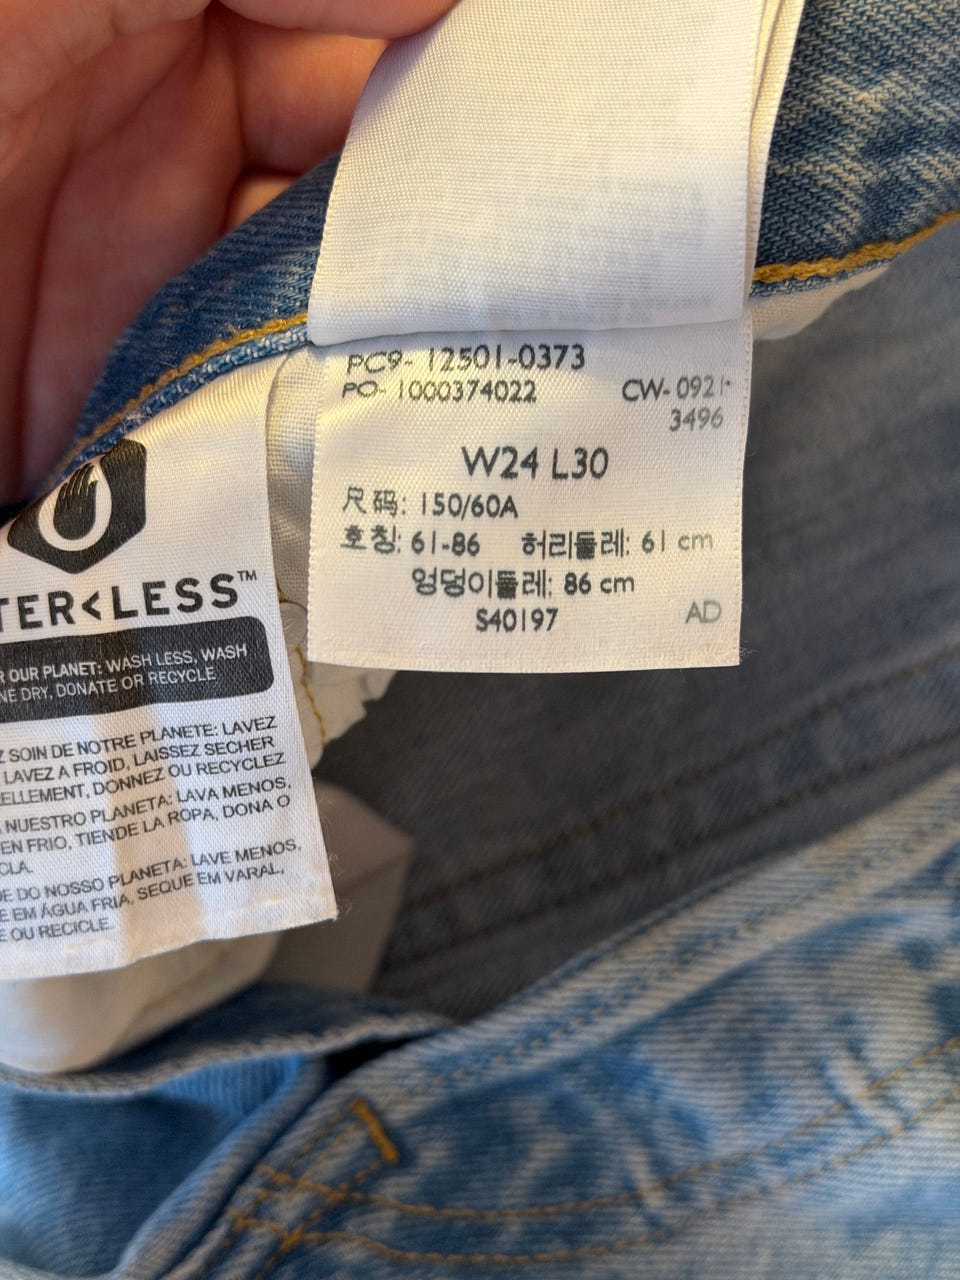 PC9- 12501-0373
PO- 1000374022 CW- 0921
3496
W24 L30
尺码: 150/60A
호칭: 61-86 허리둘레: 61 cm
엉덩이둘레: 86 cm
S40197 AD
TER<LESS™
OUR PLANET: WASH LESS, WASH
NE DRY, DONATE OR RECYCLE
Z SOIN DE NOTRE PLANETE: LAVEZ
LAVEZ A FROID, LAISSEZ SECHER
ELLEMENT, DONNEZ OU RECYCLEZ
NUESTRO PLANETA: LAVA MENOS,
EN FRIO, TIENDE LA ROPA, DONA O
CLA.
DE DO NOSSO PLANETA: LAVE MENOS,
E EM ÁGUA FRIA, SEQUE EM VARAL,
E OU RECICLE.